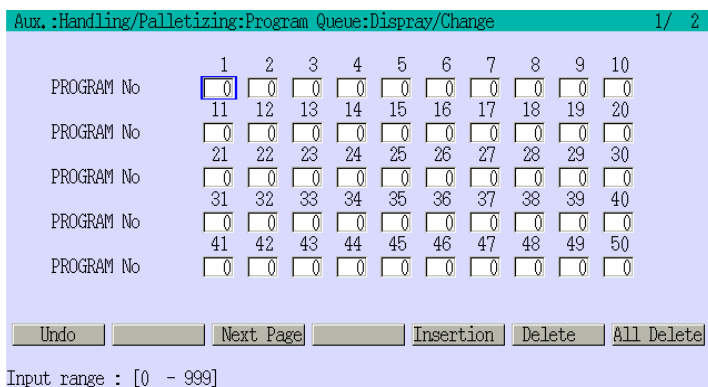 Aux.:Handling/Palletizing:Program Queue:Dispray/Change 1/ 2
1 2 3 4 5 6 7 8 9 10
PROGRAM No 0 0 0 0 0 0 0 0 0 0
11 12 13 14 15 16 17 18 19 20
PROGRAM No 0 0 0 0 0 0 0 0 0 0
21 22 23 24 25 26 27 28 29 30
PROGRAM No 0 0 0 0 0 0 0 0 0 0
31 32 33 34 35 36 37 38 39 40
PROGRAM No 0 0 0 0 0 0 0 0 0 0
41 42 43 44 45 46 47 48 49 50
PROGRAM No 0 0 0 0 0 0 0 0 0 0
Undo Next Page Insertion Delete All Delete
Input range : [0 - 999]